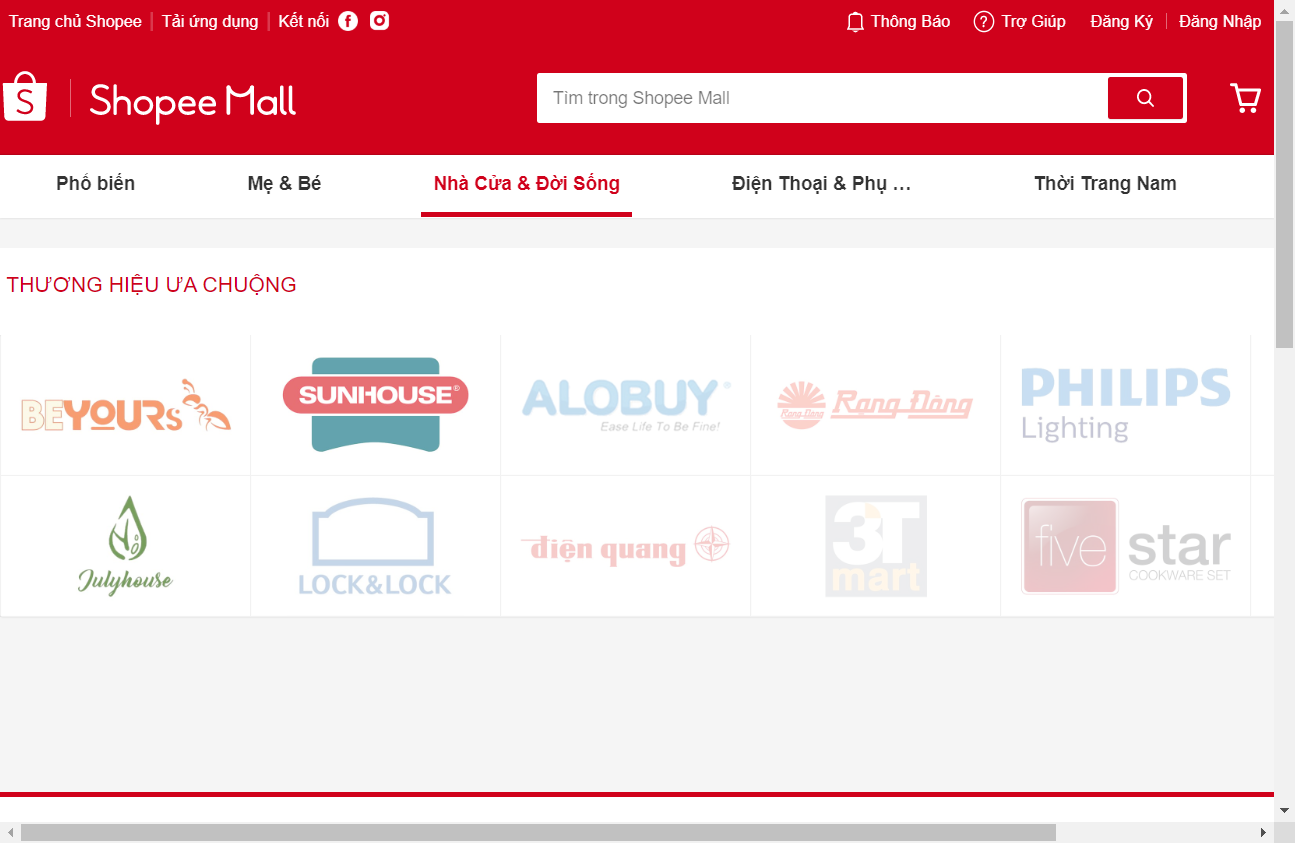 Trang chủ Shopee Tải ứng dụng Kết nối Thông Báo Trợ Giúp Đăng Ký Đăng Nhập
S Shopee Mall Tìm trong Shopee Mall
Phổ biến Mẹ & Bé Nhà Cửa & Đời Sống Điện Thoại & Phụ ... Thời Trang Nam
THƯƠNG HIỆU ƯA CHUỘNG
BEYOURs SUNHOUSE® ALOBUY® Rạng Đông Rạng Đông PHILIPS
Ease Life To Be Fine! Lighting
Julyhouse LOCK&LOCK điện quang 3T five star
mart COOKWARE SET